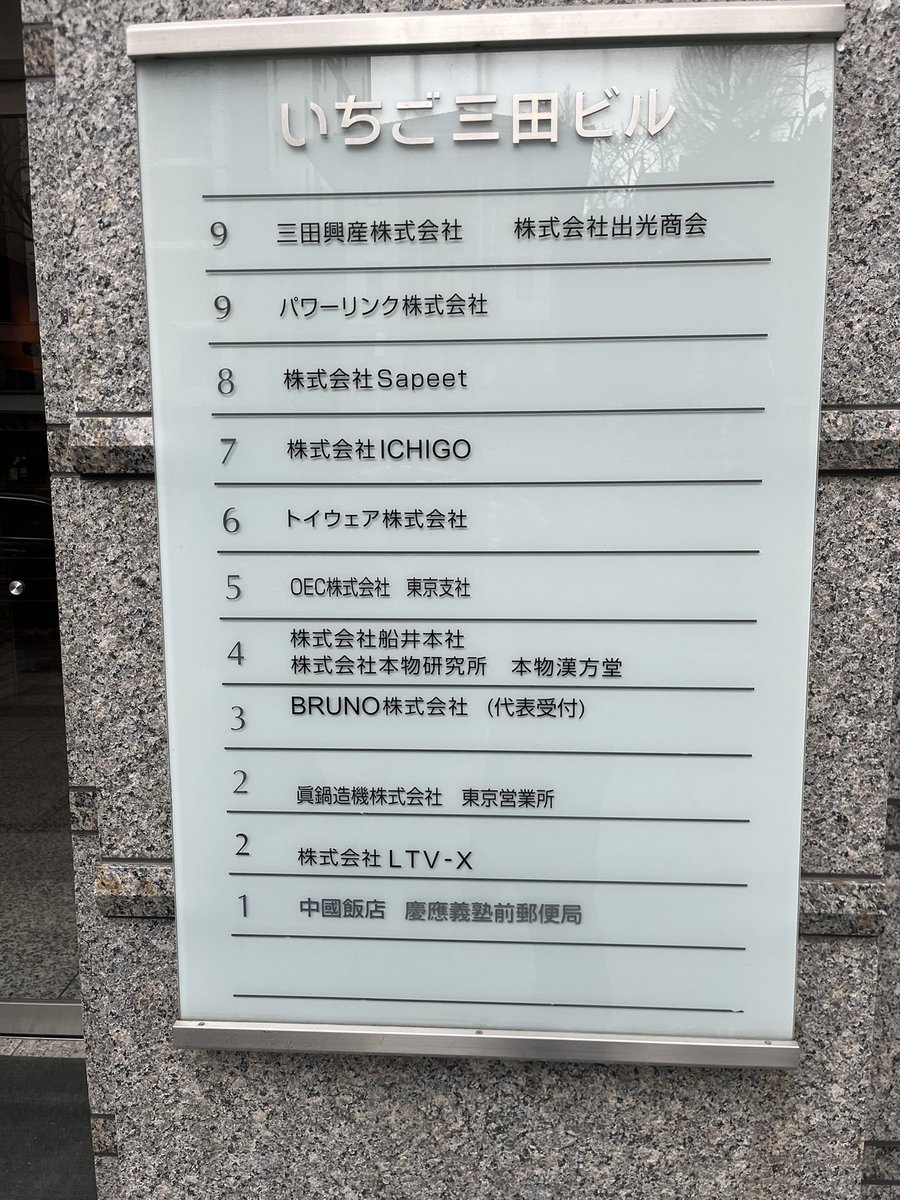 いちご三田ビル
9 三田興産株式会社 株式会社出光商会
9 パワーリンク株式会社
8 株式会社Sapeet
7 株式会社ICHIGO
6 トイウェア株式会社
5 OEC株式会社 東京支社
4 株式会社船井本社
株式会社本物研究所 本物漢方堂
3 BRUNO株式会社 (代表受付)
2 眞鍋造機株式会社 東京営業所
2 株式会社LTV-X
1 中國飯店 慶應義塾前郵便局